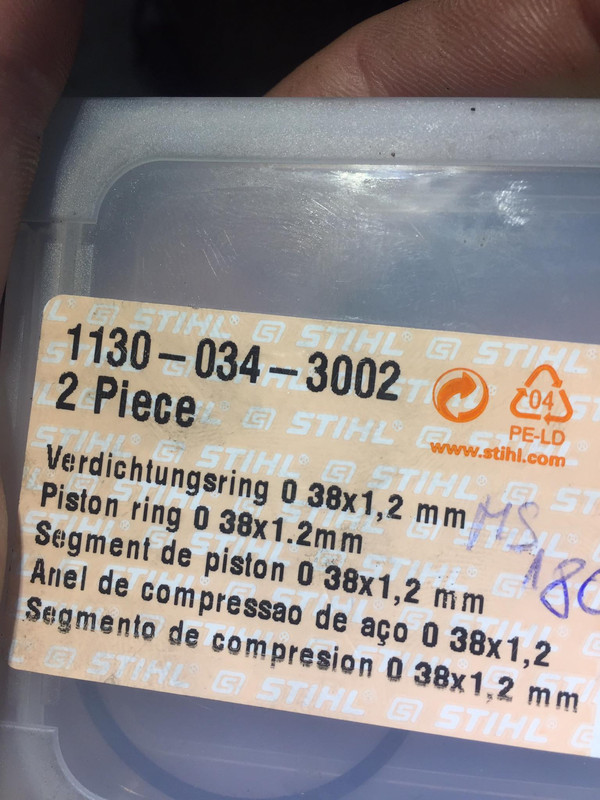 1130-034-3002
2 Piece
04
PE-LD
www.stihl.com
Verdichtungsring 0 38x1,2 mm
Piston ring 0 38x1.2mm
Segment de piston 0 38x1,2 mm
Anel de compressao de aço 0 38x1,2
Segmento de compresion 0 38x1,2 mm
MS
180
STIHL